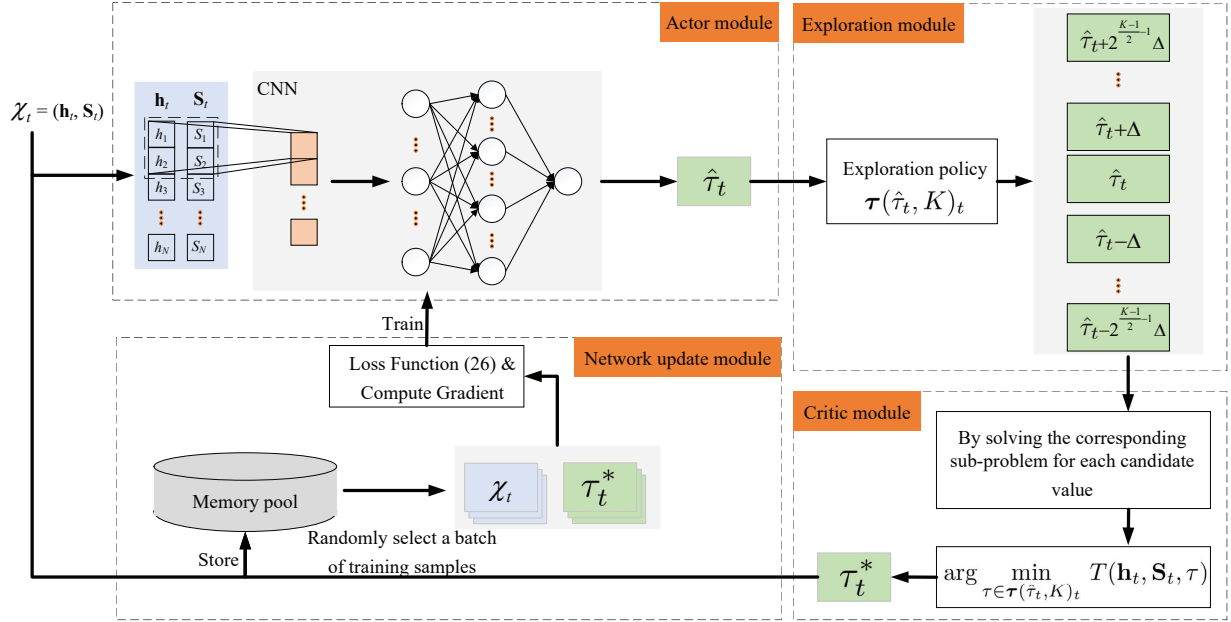 Actor module
χt = (ht, St)
ht St
h1 S1
h2 S2
h3 S3
hN SN
CNN
τ̂t
Exploration module
Exploration policy
τ(τ̂t, K)t
τ̂t+2^((K−1)/2 −1) Δ
τ̂t+Δ
τ̂t
τ̂t−Δ
τ̂t−2^((K−1)/2 −1) Δ
Train
Network update module
Loss Function (26) &
Compute Gradient
Memory pool
χt
τt*
Store
Randomly select a batch
of training samples
Critic module
By solving the corresponding
sub-problem for each candidate
value
arg min T(ht, St, τ)
τ∈τ(τ̂t,K)t
τt*